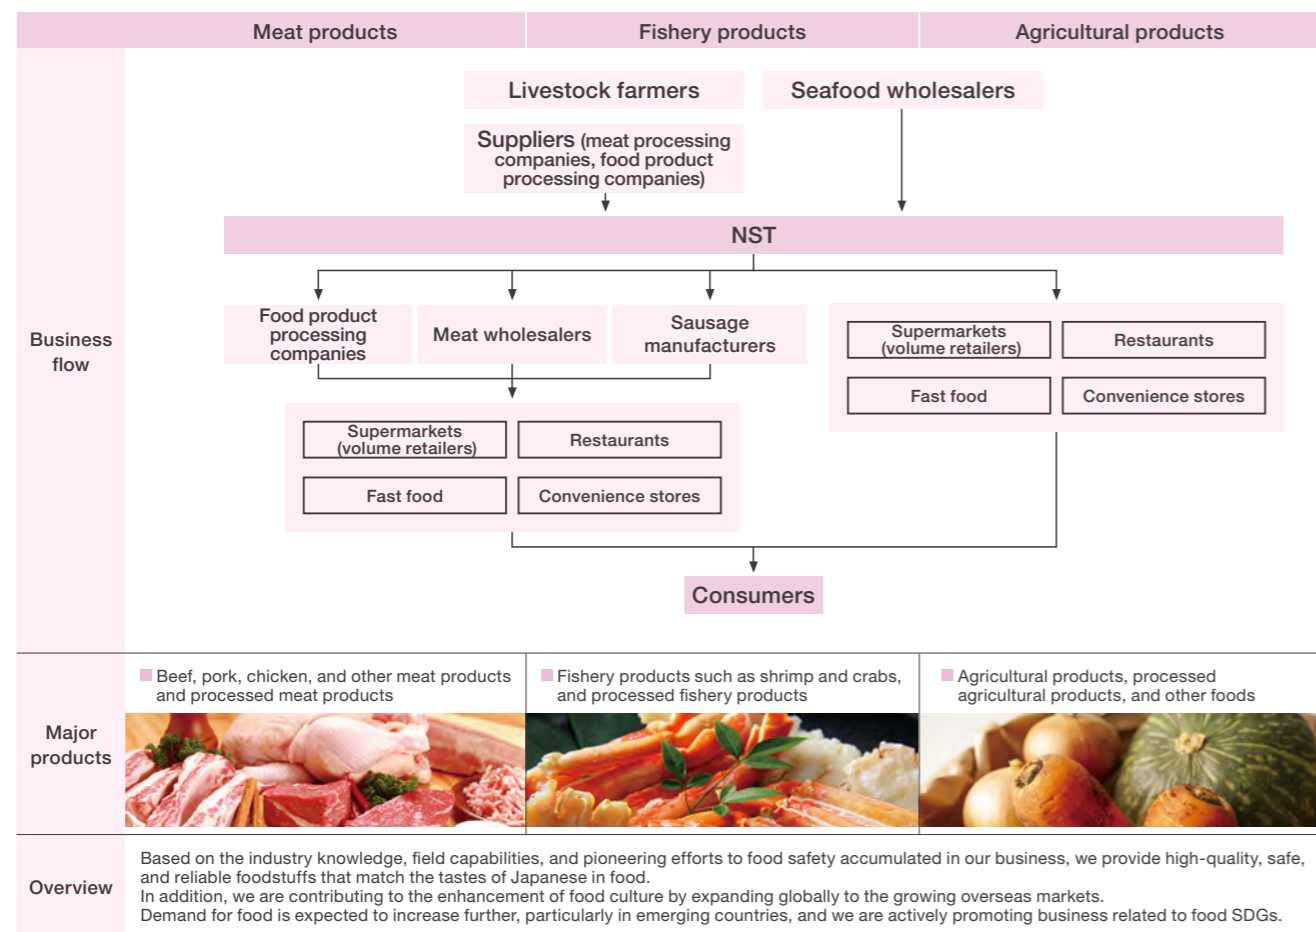 Meat products
Fishery products
Agricultural products
Business
flow
Livestock farmers
Seafood wholesalers
Suppliers (meat processing
companies, food product
processing companies)
NST
Food product
processing
companies
Meat wholesalers
Sausage
manufacturers
Supermarkets
(volume retailers)
Restaurants
Fast food
Convenience stores
Supermarkets
(volume retailers)
Restaurants
Fast food
Convenience stores
Consumers
Major
products
Beef, pork, chicken, and other meat products
and processed meat products
Fishery products such as shrimp and crabs,
and processed fishery products
Agricultural products, processed
agricultural products, and other foods
Overview
Based on the industry knowledge, field capabilities, and pioneering efforts to food safety accumulated in our business, we provide high-quality, safe,
and reliable foodstuffs that match the tastes of Japanese in food.
In addition, we are contributing to the enhancement of food culture by expanding globally to the growing overseas markets.
Demand for food is expected to increase further, particularly in emerging countries, and we are actively promoting business related to food SDGs.